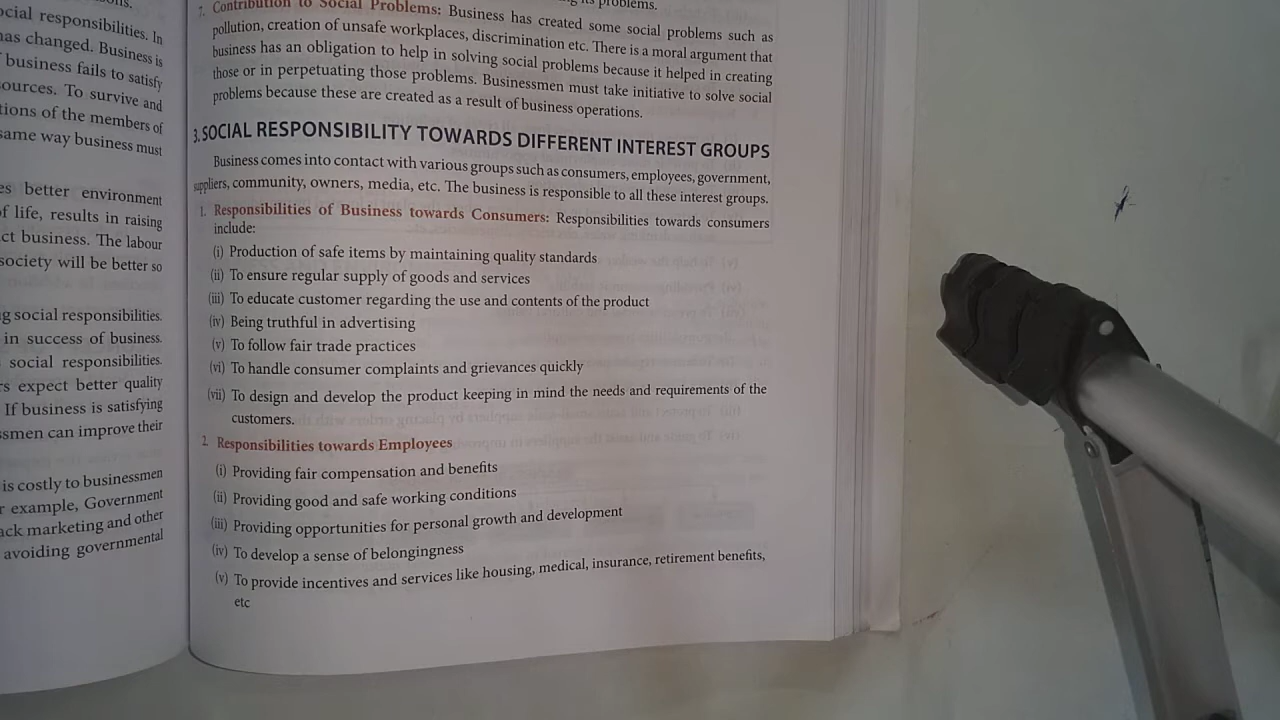 ocial responsibilities. In
has changed. Business is
business fails to satisfy
ources. To survive and
tions of the members of
same way business must
es better environment
of life, results in raising
ct business. The labour
society will be better so
g social responsibilities.
in success of business.
social responsibilities.
rs expect better quality
If business is satisfying
ssmen can improve their
is costly to businessmen
r example, Government
ack marketing and other
avoiding governmental
its problems.
7. Contribution to Social Problems: Business has created some social problems such as
pollution, creation of unsafe workplaces, discrimination etc. There is a moral argument that
business has an obligation to help in solving social problems because it helped in creating
those or in perpetuating those problems. Businessmen must take initiative to solve social
problems because these are created as a result of business operations.
3. SOCIAL RESPONSIBILITY TOWARDS DIFFERENT INTEREST GROUPS
Business comes into contact with various groups such as consumers, employees, government,
suppliers, community, owners, media, etc. The business is responsible to all these interest groups.
1. Responsibilities of Business towards Consumers: Responsibilities towards consumers
include:
(i) Production of safe items by maintaining quality standards
(ii) To ensure regular supply of goods and services
(iii) To educate customer regarding the use and contents of the product
(iv) Being truthful in advertising
(v) To follow fair trade practices
(vi) To handle consumer complaints and grievances quickly
(vii) To design and develop the product keeping in mind the needs and requirements of the
customers.
2. Responsibilities towards Employees
(i) Providing fair compensation and benefits
(ii) Providing good and safe working conditions
(iii) Providing opportunities for personal growth and development
(iv) To develop a sense of belongingness
(v) To provide incentives and services like housing, medical, insurance, retirement benefits,
etc